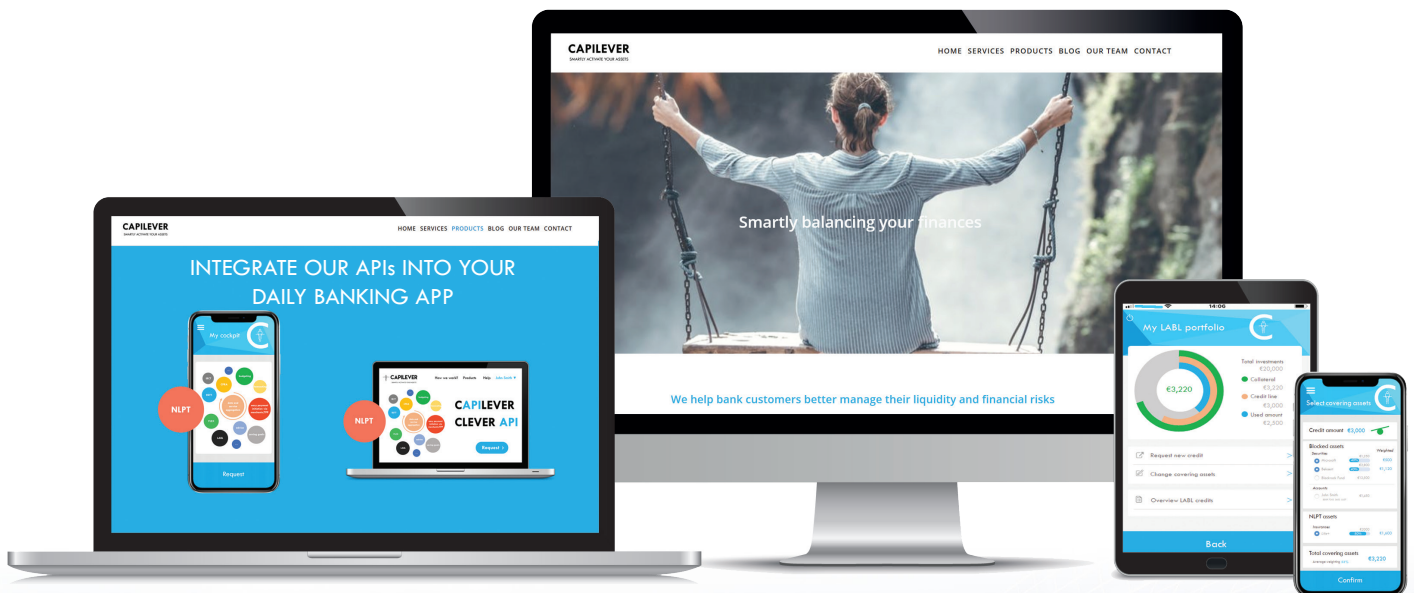 CAPILEVER
SMARTLY ACTIVATE YOUR ASSETS
HOME SERVICES PRODUCTS BLOG OUR TEAM CONTACT
Smartly balancing your finances
We help bank customers better manage their liquidity and financial risks
CAPILEVER
SMARTLY ACTIVATE YOUR ASSETS
HOME SERVICES PRODUCTS BLOG OUR TEAM CONTACT
INTEGRATE OUR APIs INTO YOUR
DAILY BANKING APP
My cockpit
NLPT
Request
CAPILEVER
How we work? Products Help
NLPT
CAPILEVER
CLEVER API
Request >
14:06
My LABL portfolio
€3,220
Total investments
€20,000
Collateral
€3,220
Credit line
€3,000
Used amount
€2,500
Request new credit >
Change covering assets >
Overview LABL credits >
Back
Select covering assets
Credit amount €3,000
Blocked assets
Securities
Weighted
Accounts
NLPT assets
€1,600
Total covering assets
€3,220
Confirm